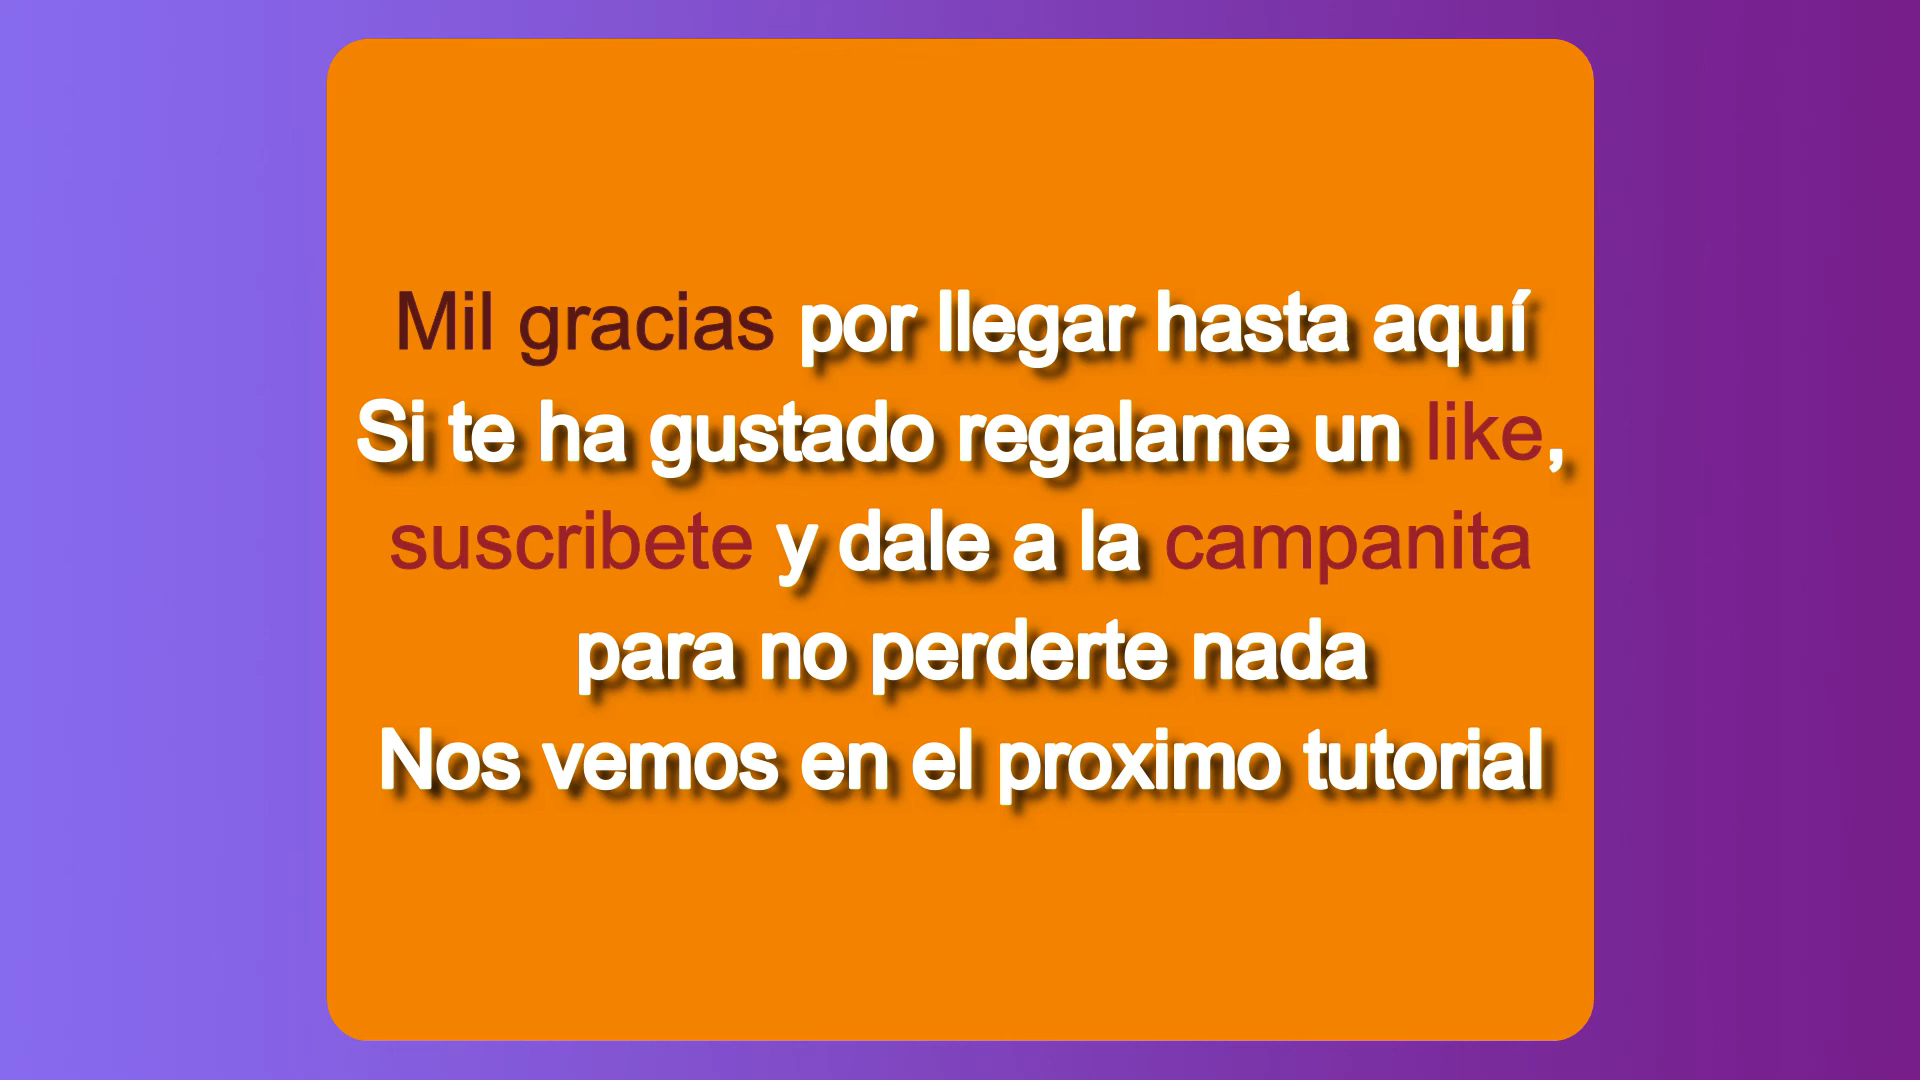 Mil gracias por llegar hasta aquí
Si te ha gustado regalame un like,
suscribete y dale a la campanita
para no perderte nada
Nos vemos en el proximo tutorial